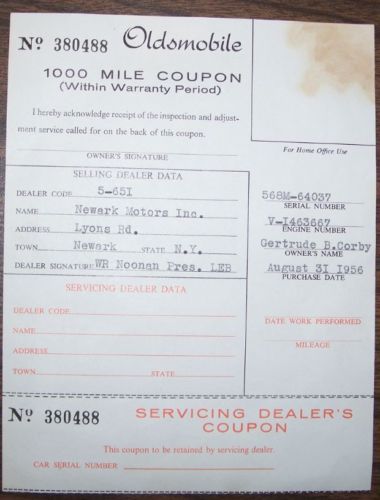 No 380488 Oldsmobile
1000 MILE COUPON
(Within Warranty Period)
I hereby acknowledge receipt of the inspection and adjust-
ment service called for on the back of this coupon.
OWNER'S SIGNATURE
For Home Office Use
SELLING DEALER DATA
DEALER CODE 5-65I
NAME Newark Motors Inc.
ADDRESS Lyons Rd.
TOWN Newark STATE N.Y.
DEALER SIGNATURE WR Noonan Pres. LEB
568M-64037
SERIAL NUMBER
V-I463667
ENGINE NUMBER
Gertrude B.Corby
OWNER'S NAME
August 3I I956
PURCHASE DATE
SERVICING DEALER DATA
DEALER CODE
NAME
ADDRESS
TOWN STATE
DATE WORK PERFORMED
MILEAGE
No 380488 SERVICING DEALER'S
COUPON
This coupon to be retained by servicing dealer.
CAR SERIAL NUMBER